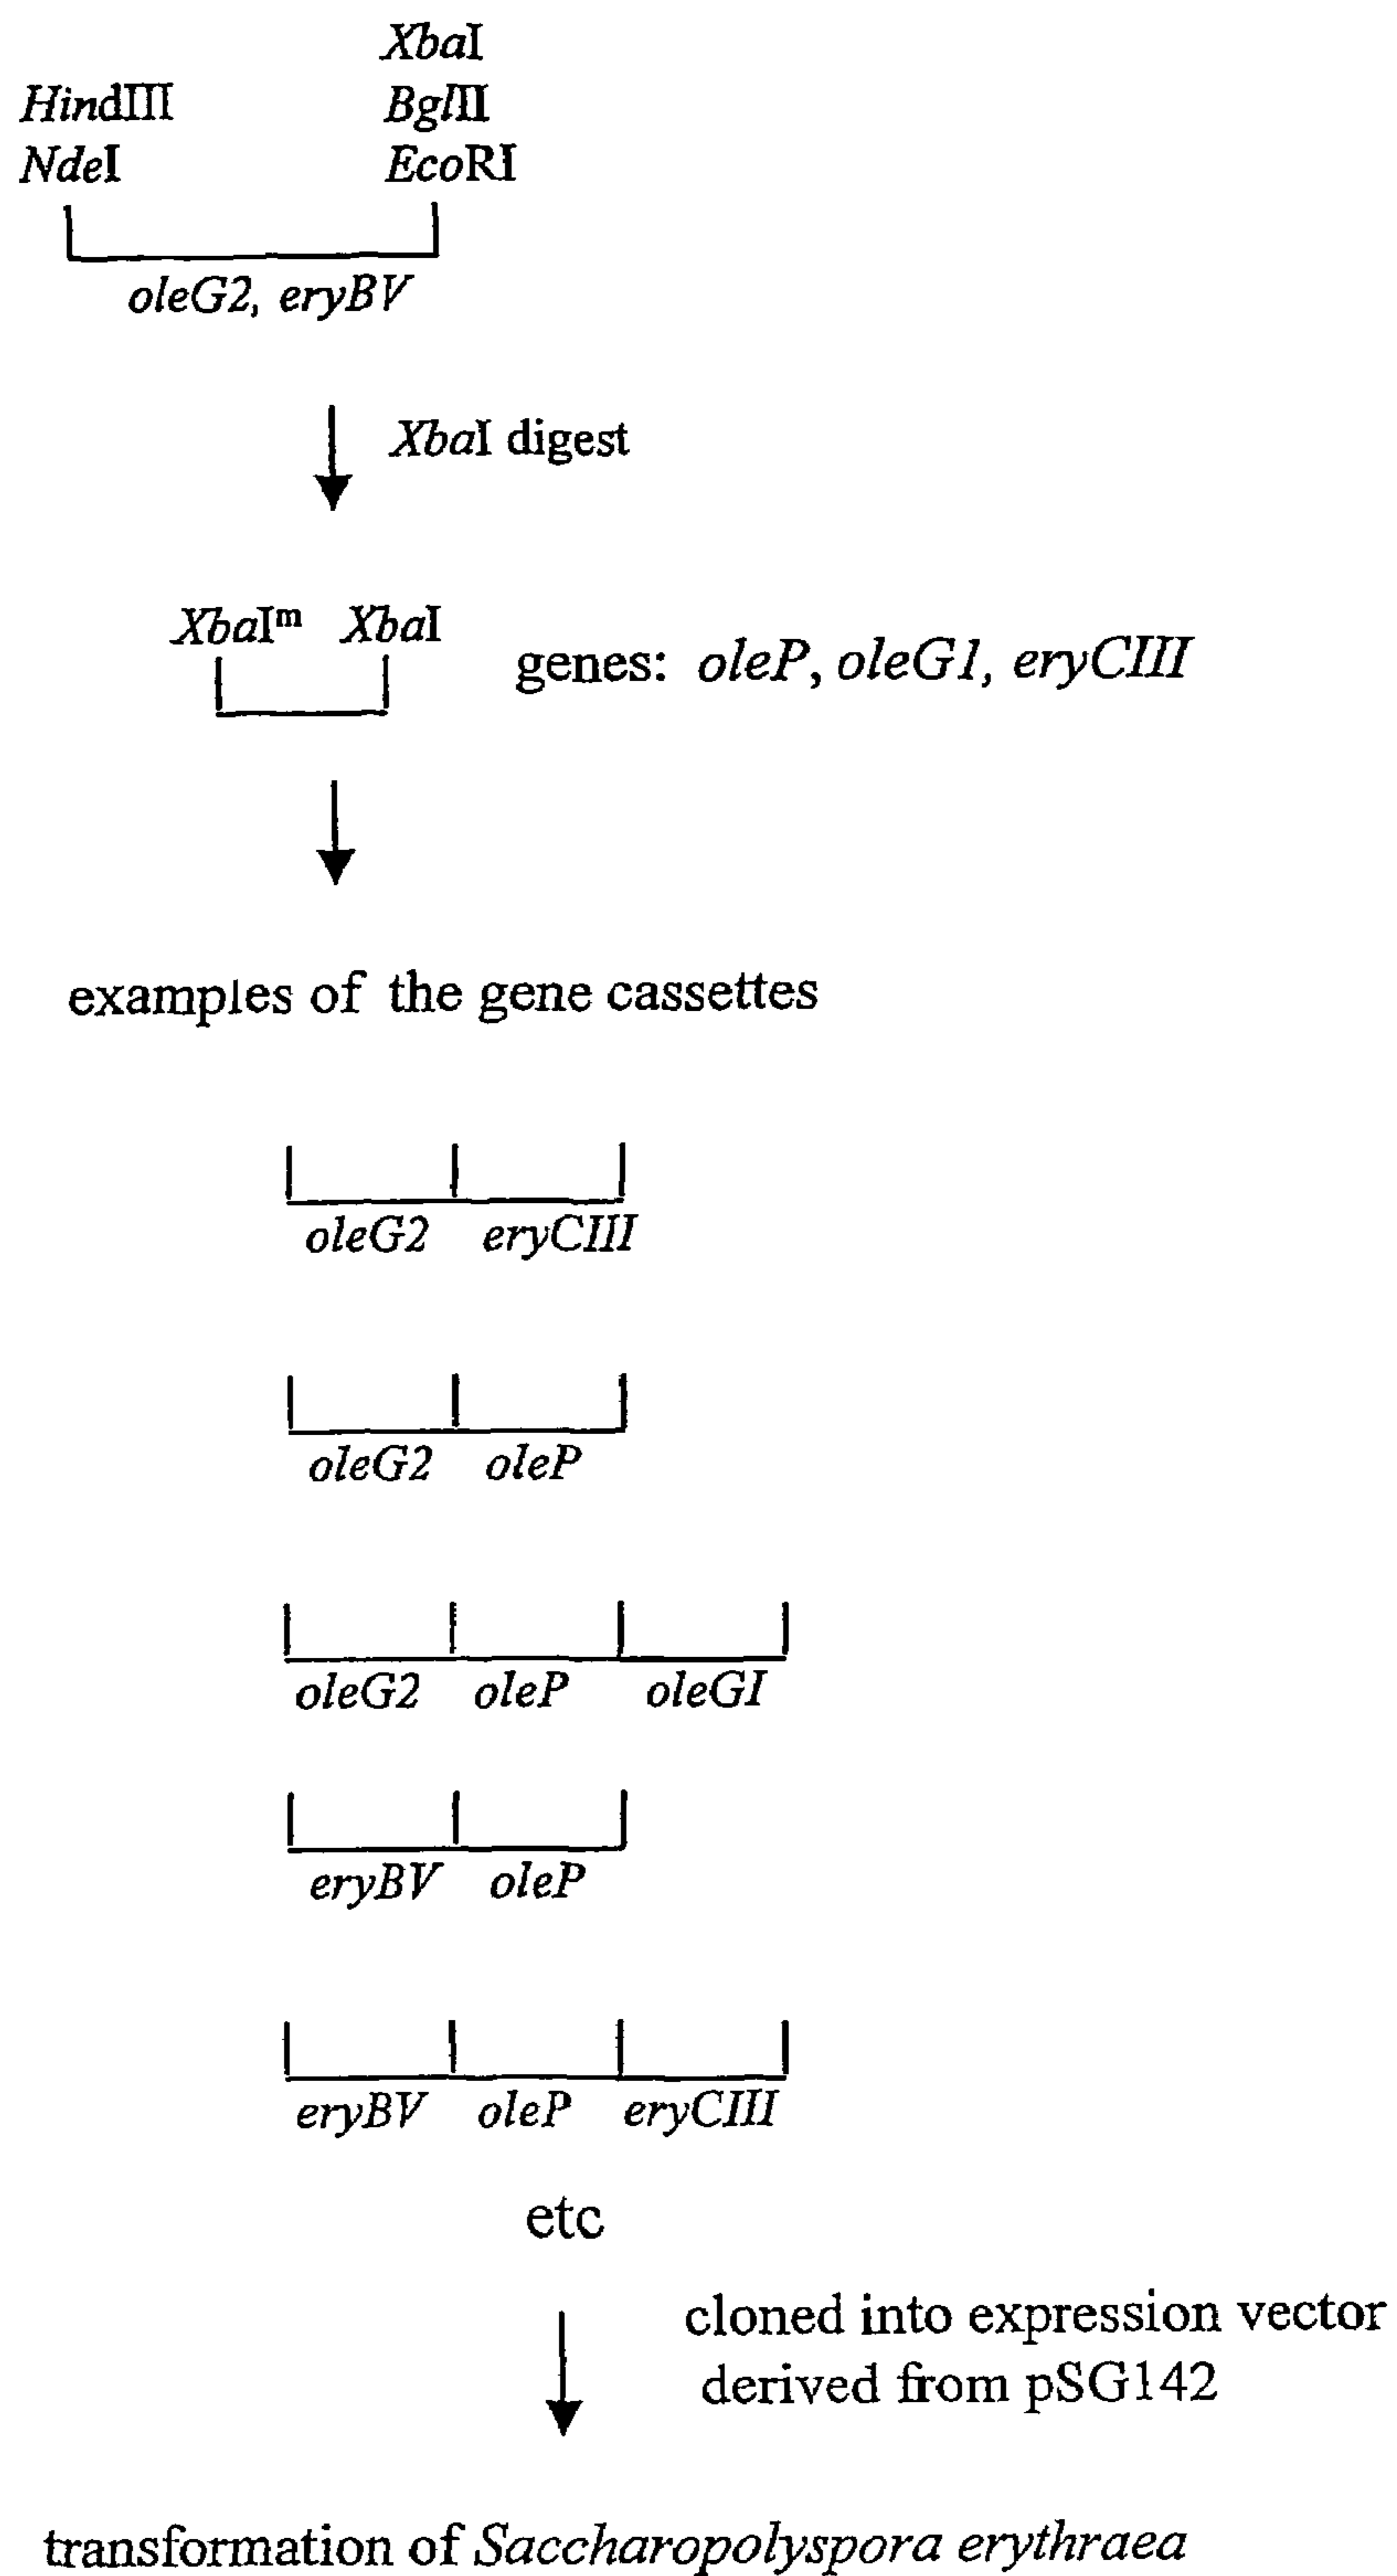 XbaI
HindIII BglII
NdeI EcoRI
oleG2, eryBV
XbaI digest
XbaIᵐ XbaI
genes: oleP, oleG1, eryCIII
examples of the gene cassettes
oleG2 eryCIII
oleG2 oleP
oleG2 oleP oleGI
eryBV oleP
eryBV oleP eryCIII
etc
cloned into expression vector
derived from pSG142
transformation of Saccharopolyspora erythraea